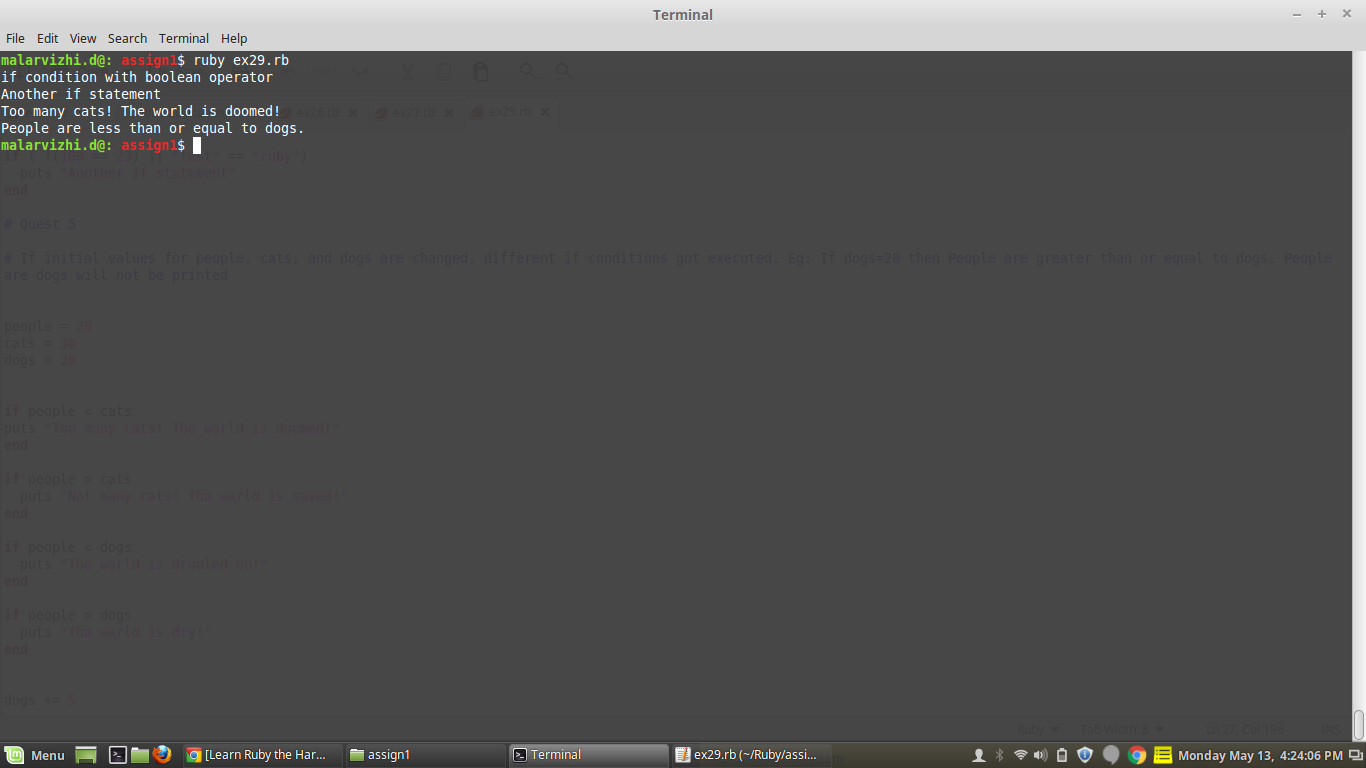 Terminal
File Edit View Search Terminal Help
malarvizhi.d@: assign1$ ruby ex29.rb
if condition with boolean operator
Another if statement
Too many cats! The world is doomed!
People are less than or equal to dogs.
malarvizhi.d@: assign1$
ex26.rb ex27.rb ex29.rb
== "ruby")
puts "Another if statement"
end
# Quest 5
# If initial values for people, cats, and dogs are changed, different if conditions got executed. Eg: If dogs=20 then People are greater than or equal to dogs. People
are dogs will not be printed
people = 20
cats = 30
dogs = 20
if people < cats
puts "Too many cats! The world is doomed!"
end
if people > cats
puts "Not many cats! The world is saved!"
end
if people < dogs
puts "The world is drooled on!"
end
if people > dogs
puts "The world is dry!"
end
dogs += 5
Ruby Tab Width: 8 Ln 27, Col 196 INS
Menu [Learn Ruby the Har... assign1 Terminal ex29.rb (~/Ruby/assi... Monday May 13, 4:24:06 PM